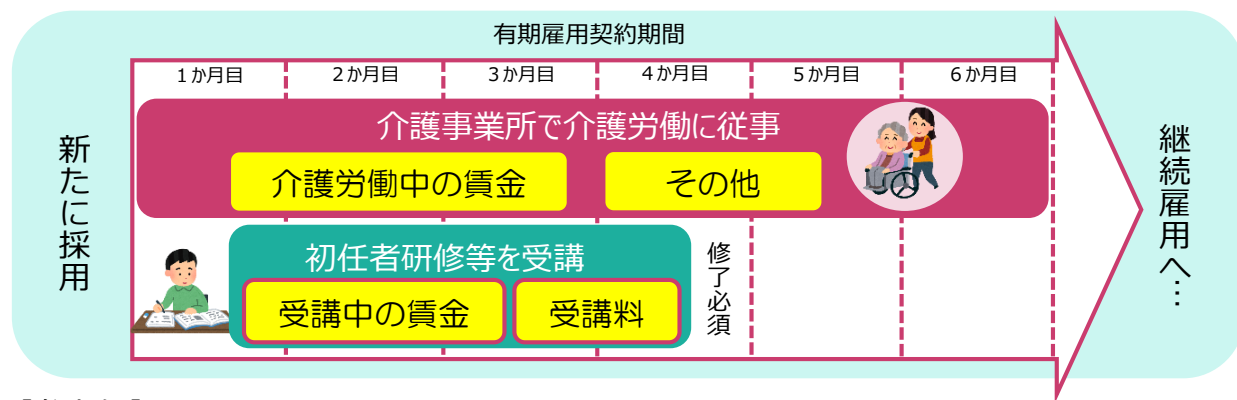 有期雇用契約期間
1か月目
2か月目
3か月目
4か月目
5か月目
6か月目
新たに採用
介護事業所で介護労働に従事
介護労働中の賃金
その他
初任者研修等を受講
受講中の賃金
受講料
修了必須
継続雇用へ…